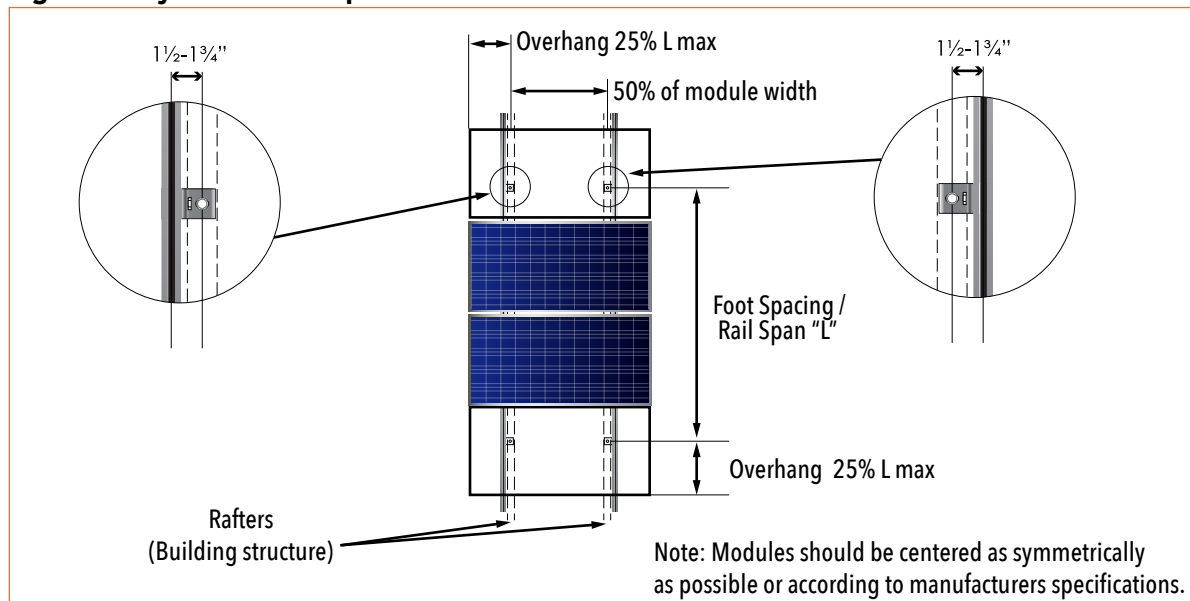 1½-1¾”
Overhang 25% L max
1½-1¾”
50% of module width
Foot Spacing /
Rail Span “L”
Overhang 25% L max
Rafters
(Building structure)
Note: Modules should be centered as symmetrically
as possible or according to manufacturers specifications.